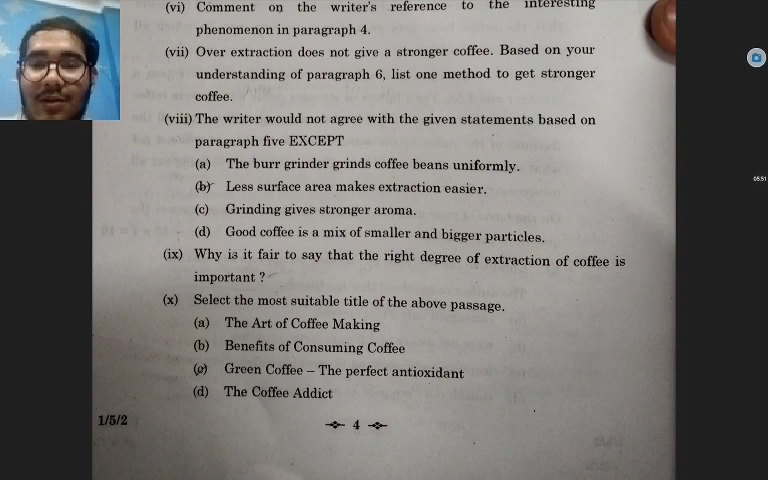 (vi) Comment on the writer's reference to the interesting
phenomenon in paragraph 4.
(vii) Over extraction does not give a stronger coffee. Based on your
understanding of paragraph 6, list one method to get stronger
coffee.
(viii) The writer would not agree with the given statements based on
paragraph five EXCEPT
(a) The burr grinder grinds coffee beans uniformly.
(b) Less surface area makes extraction easier.
(c) Grinding gives stronger aroma.
(d) Good coffee is a mix of smaller and bigger particles.
(ix) Why is it fair to say that the right degree of extraction of coffee is
important ?
(x) Select the most suitable title of the above passage.
(a) The Art of Coffee Making
(b) Benefits of Consuming Coffee
(c) Green Coffee – The perfect antioxidant
(d) The Coffee Addict
1/5/2
4
05:51